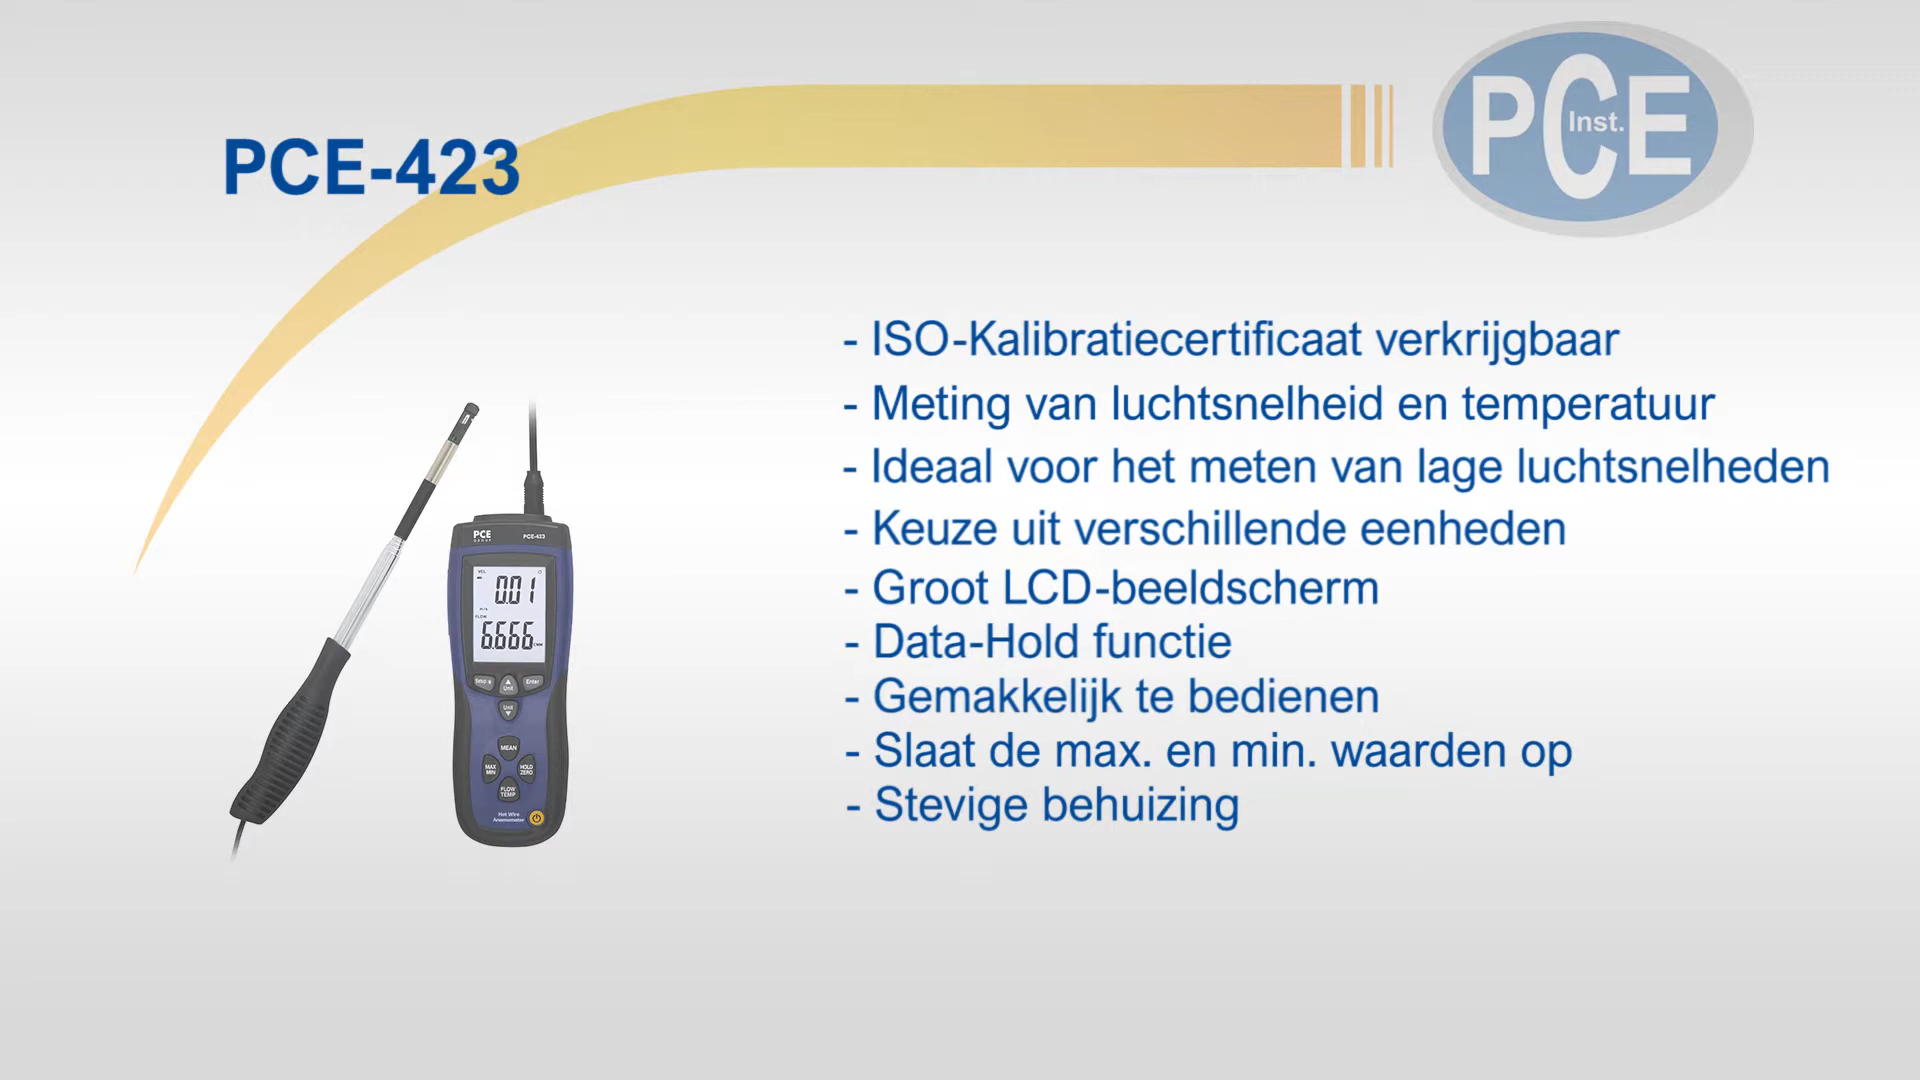 PCE Inst.
PCE-423
- ISO-Kalibratiecertificaat verkrijgbaar
- Meting van luchtsnelheid en temperatuur
- Ideaal voor het meten van lage luchtsnelheden
- Keuze uit verschillende eenheden
- Groot LCD-beeldscherm
- Data-Hold functie
- Gemakkelijk te bedienen
- Slaat de max. en min. waarden op
- Stevige behuizing
PCE
PCE-423
VEL
0.01
FLOW
6.666
Unit
Enter
Unit
MEAN
MAX MIN
HOLD ZERO
FLOW TEMP
Hot Wire
Anemometer